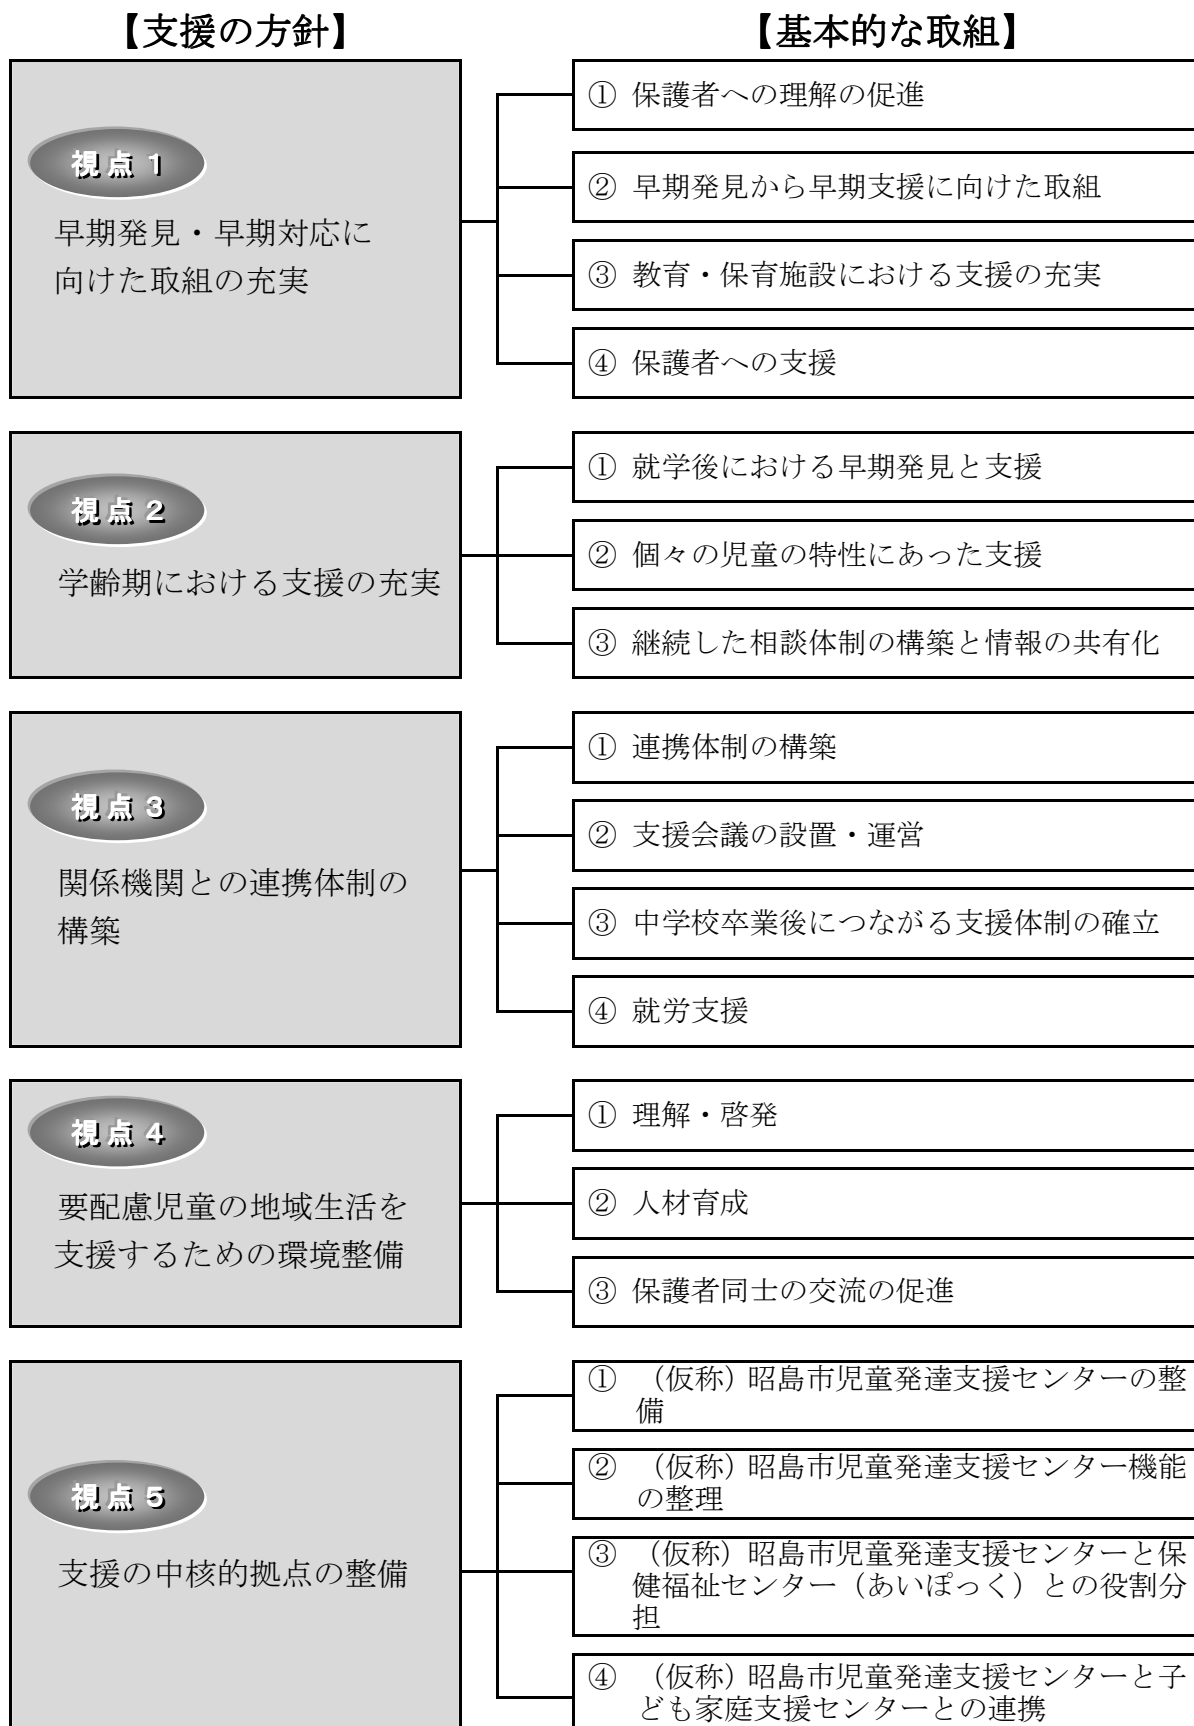 【支援の方針】
【基本的な取組】
視点 1
早期発見・早期対応に
向けた取組の充実
① 保護者への理解の促進
② 早期発見から早期支援に向けた取組
③ 教育・保育施設における支援の充実
④ 保護者への支援
視点 2
学齢期における支援の充実
① 就学後における早期発見と支援
② 個々の児童の特性にあった支援
③ 継続した相談体制の構築と情報の共有化
視点 3
関係機関との連携体制の
構築
① 連携体制の構築
② 支援会議の設置・運営
③ 中学校卒業後につながる支援体制の確立
④ 就労支援
視点 4
要配慮児童の地域生活を
支援するための環境整備
① 理解・啓発
② 人材育成
③ 保護者同士の交流の促進
視点 5
支援の中核的拠点の整備
① （仮称）昭島市児童発達支援センターの整
備
② （仮称）昭島市児童発達支援センター機能
の整理
③ （仮称）昭島市児童発達支援センターと保
健福祉センター（あいぽっく）との役割分
担
④ （仮称）昭島市児童発達支援センターと子
ども家庭支援センターとの連携